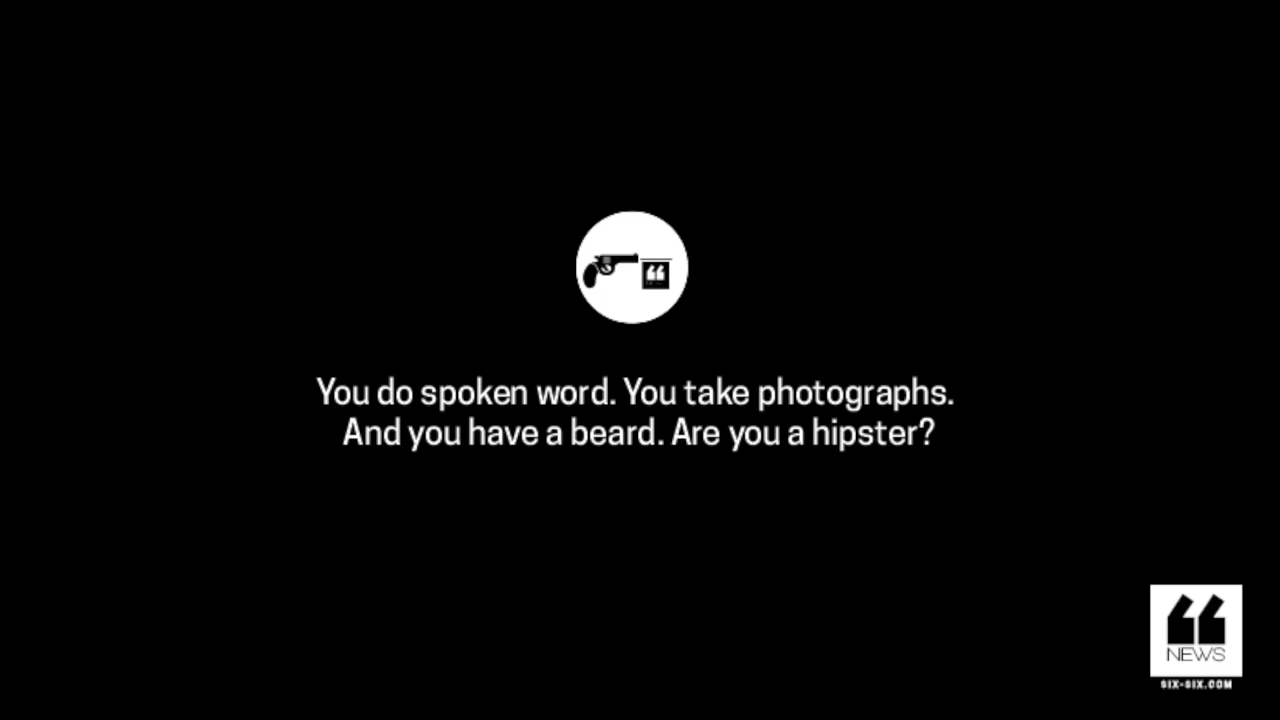 You do spoken word. You take photographs.
And you have a beard. Are you a hipster?
NEWS
SIX-SIX.COM